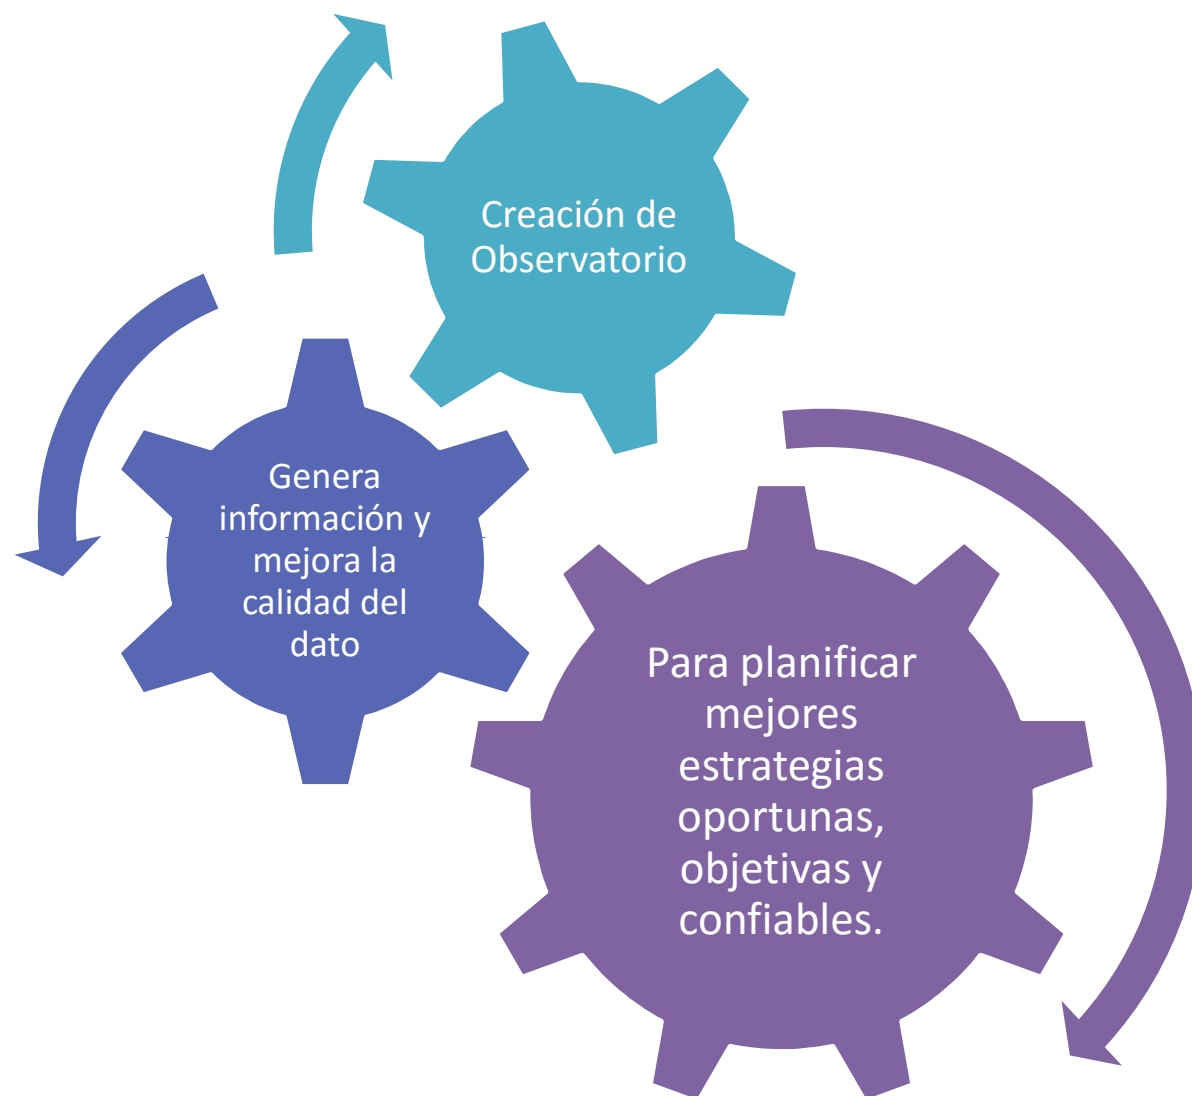 Creación de
Observatorio
Genera
información y
mejora la
calidad del
dato
Para planificar
mejores
estrategias
oportunas,
objetivas y
confiables.